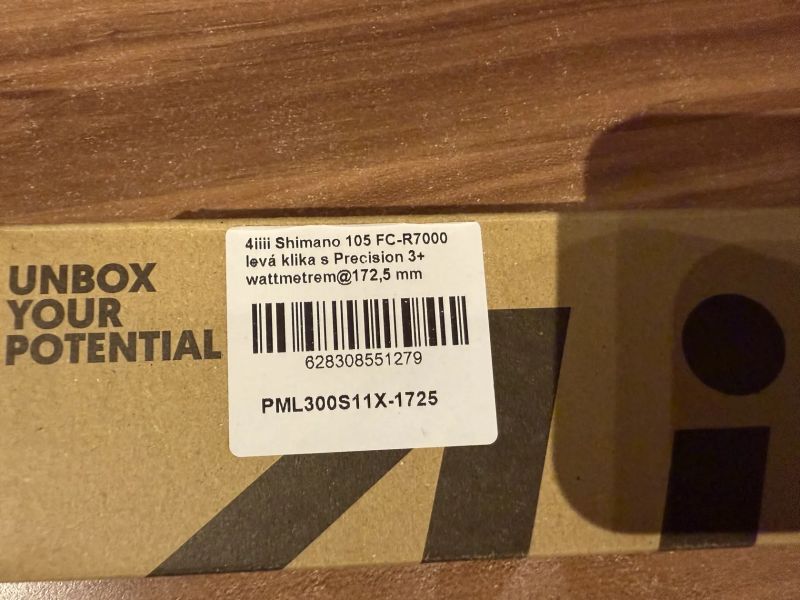 UNBOX
YOUR
POTENTIAL
4iiii Shimano 105 FC-R7000
levá klika s Precision 3+
wattmetrem@172,5 mm
628308551279
PML300S11X-1725